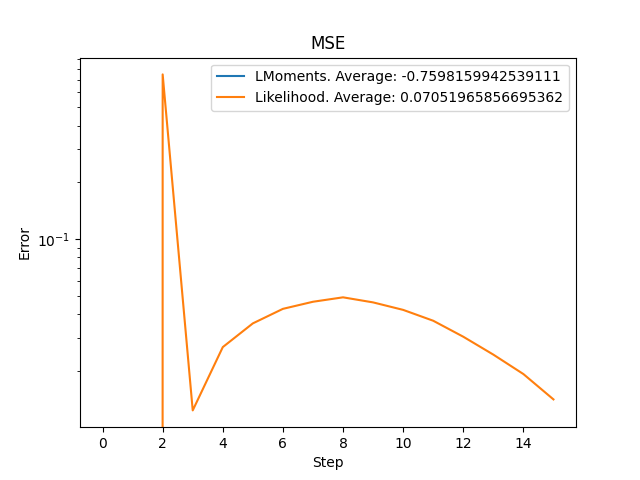 MSE
LMoments. Average: -0.7598159942539111
Likelihood. Average: 0.07051965856695362
Error
10⁻¹
0 2 4 6 8 10 12 14
Step